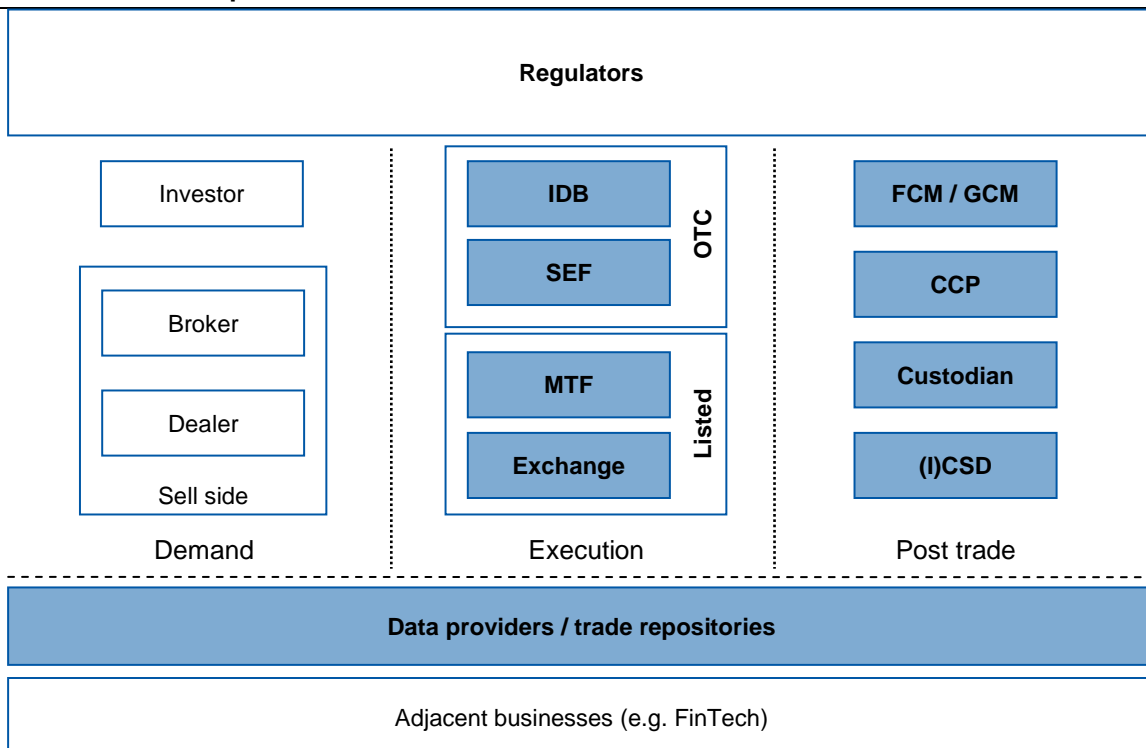 Regulators
Investor
Broker
Dealer
Sell side
Demand
IDB
SEF
OTC
MTF
Exchange
Listed
Execution
FCM / GCM
CCP
Custodian
(I)CSD
Post trade
Data providers / trade repositories
Adjacent businesses (e.g. FinTech)